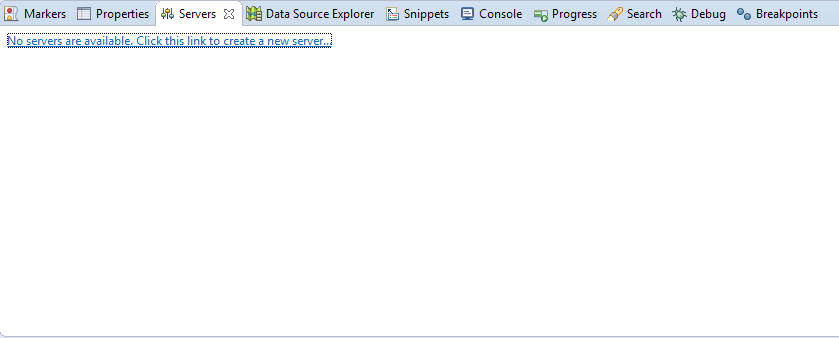 Markers Properties Servers Data Source Explorer Snippets Console Progress Search Debug Breakpoints
No servers are available. Click this link to create a new server...